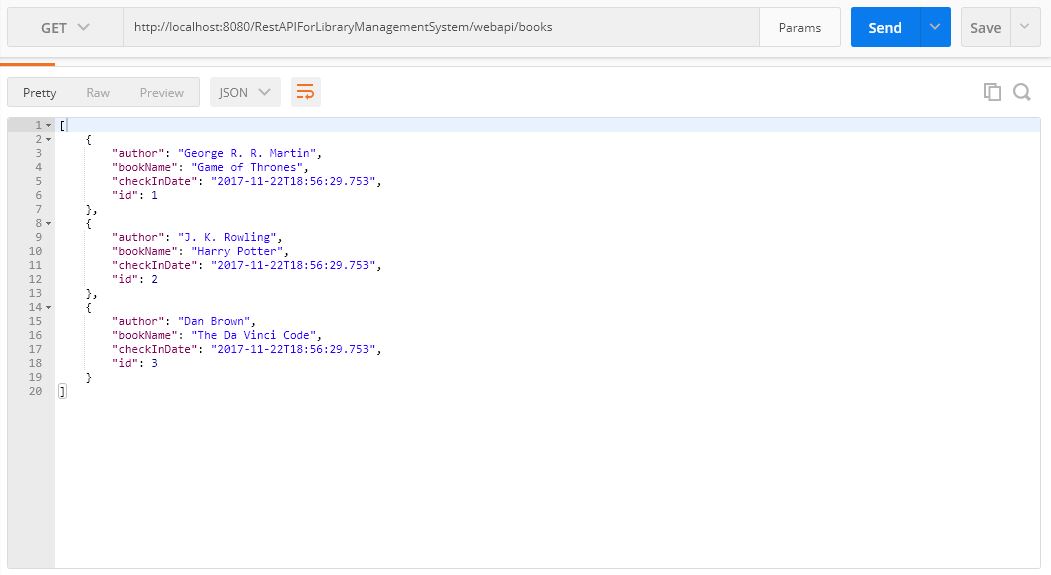 GET http://localhost:8080/RestAPIForLibraryManagementSystem/webapi/books Params Send Save
Pretty Raw Preview JSON
1 [
2 {
3 "author": "George R. R. Martin",
4 "bookName": "Game of Thrones",
5 "checkInDate": "2017-11-22T18:56:29.753",
6 "id": 1
7 },
8 {
9 "author": "J. K. Rowling",
10 "bookName": "Harry Potter",
11 "checkInDate": "2017-11-22T18:56:29.753",
12 "id": 2
13 },
14 {
15 "author": "Dan Brown",
16 "bookName": "The Da Vinci Code",
17 "checkInDate": "2017-11-22T18:56:29.753",
18 "id": 3
19 }
20 ]